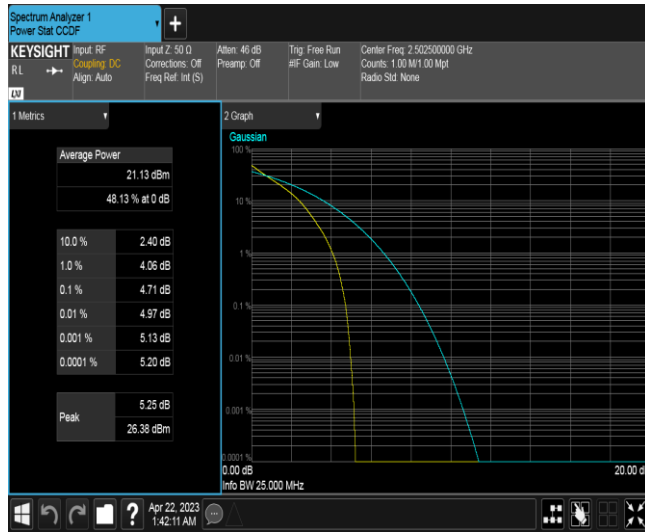 Spectrum Analyzer 1
Power Stat CCDF
+
KEYSIGHT
RL
Input: RF
Coupling: DC
Align: Auto
Input Z: 50 Ω
Corrections: Off
Freq Ref: Int (S)
Atten: 46 dB
Preamp: Off
Trig: Free Run
#IF Gain: Low
Center Freq: 2.502500000 GHz
Counts: 1.00 M/1.00 Mpt
Radio Std: None
1 Metrics
Average Power
21.13 dBm
48.13 % at 0 dB
10.0 % 2.40 dB
1.0 % 4.06 dB
0.1 % 4.71 dB
0.01 % 4.97 dB
0.001 % 5.13 dB
0.0001 % 5.20 dB
Peak
5.25 dB
26.38 dBm
2 Graph
Gaussian
100 %
10 %
1 %
0.1 %
0.01 %
0.001 %
0.0001 %
0.00 dB
20.00 d
Info BW 25.000 MHz
?
Apr 22, 2023
1:42:11 AM